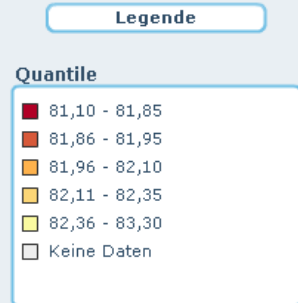 Legende
Quantile
81,10 - 81,85
81,86 - 81,95
81,96 - 82,10
82,11 - 82,35
82,36 - 83,30
Keine Daten